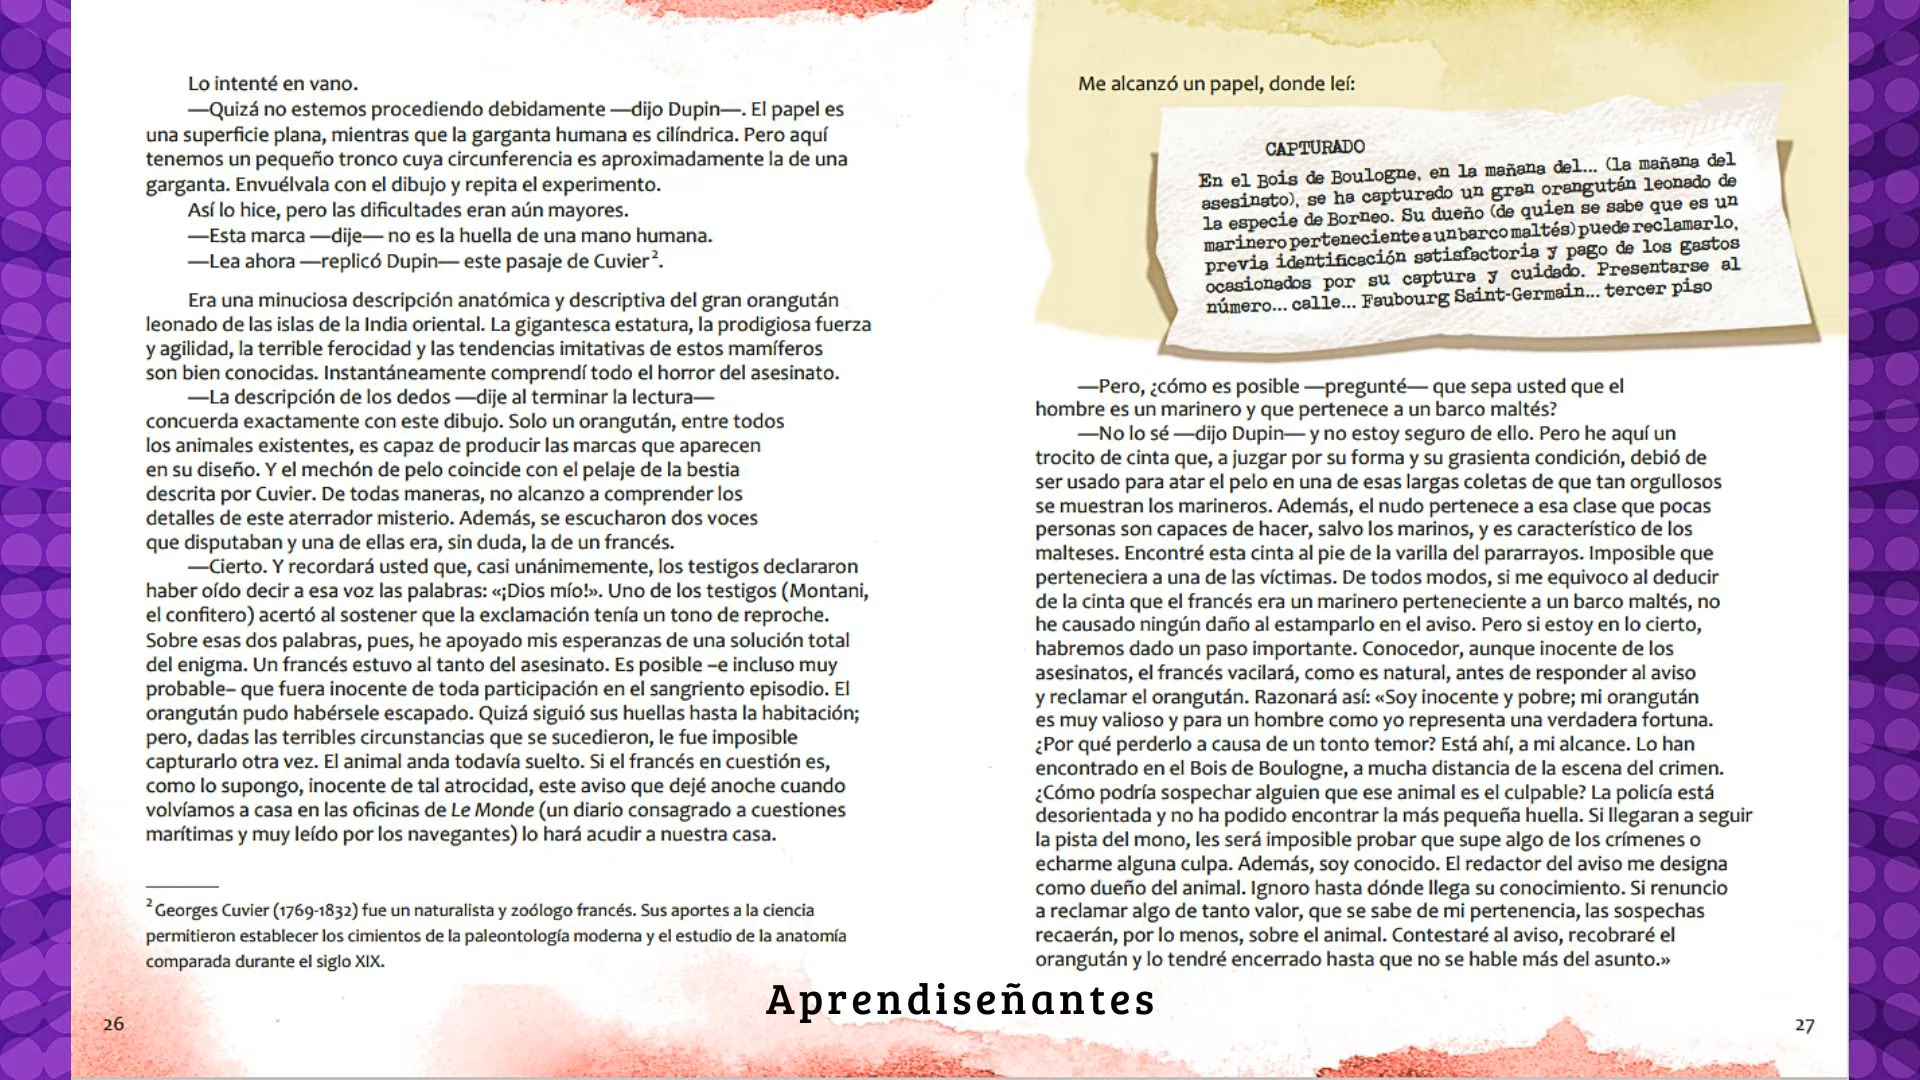 Lo intenté en vano.
—Quizá no estemos procediendo debidamente —dijo Dupin—. El papel es
una superficie plana, mientras que la garganta humana es cilíndrica. Pero aquí
tenemos un pequeño tronco cuya circunferencia es aproximadamente la de una
garganta. Envuélvala con el dibujo y repita el experimento.
Así lo hice, pero las dificultades eran aún mayores.
—Esta marca —dije— no es la huella de una mano humana.
—Lea ahora —replicó Dupin— este pasaje de Cuvier².
Era una minuciosa descripción anatómica y descriptiva del gran orangután
leonado de las islas de la India oriental. La gigantesca estatura, la prodigiosa fuerza
y agilidad, la terrible ferocidad y las tendencias imitativas de estos mamíferos
son bien conocidas. Instantáneamente comprendí todo el horror del asesinato.
—La descripción de los dedos —dije al terminar la lectura—
concuerda exactamente con este dibujo. Solo un orangután, entre todos
los animales existentes, es capaz de producir las marcas que aparecen
en su diseño. Y el mechón de pelo coincide con el pelaje de la bestia
descrita por Cuvier. De todas maneras, no alcanzo a comprender los
detalles de este aterrador misterio. Además, se escucharon dos voces
que disputaban y una de ellas era, sin duda, la de un francés.
—Cierto. Y recordará usted que, casi unánimemente, los testigos declararon
haber oído decir a esa voz las palabras: «¡Dios mío!». Uno de los testigos (Montani,
el confitero) acertó al sostener que la exclamación tenía un tono de reproche.
Sobre esas dos palabras, pues, he apoyado mis esperanzas de una solución total
del enigma. Un francés estuvo al tanto del asesinato. Es posible –e incluso muy
probable– que fuera inocente de toda participación en el sangriento episodio. El
orangután pudo habérsele escapado. Quizá siguió sus huellas hasta la habitación;
pero, dadas las terribles circunstancias que se sucedieron, le fue imposible
capturarlo otra vez. El animal anda todavía suelto. Si el francés en cuestión es,
como lo supongo, inocente de tal atrocidad, este aviso que dejé anoche cuando
volvíamos a casa en las oficinas de Le Monde (un diario consagrado a cuestiones
marítimas y muy leído por los navegantes) lo hará acudir a nuestra casa.
² Georges Cuvier (1769-1832) fue un naturalista y zoólogo francés. Sus aportes a la ciencia
permitieron establecer los cimientos de la paleontología moderna y el estudio de la anatomía
comparada durante el siglo XIX.
26
Me alcanzó un papel, donde leí:
CAPTURADO
En el Bois de Boulogne, en la mañana del... (la mañana del
asesinato), se ha capturado un gran orangután leonado de
la especie de Borneo. Su dueño (de quien se sabe que es un
marinero perteneciente a un barco maltés) puede reclamarlo,
previa identificación satisfactoria y pago de los gastos
ocasionados por su captura y cuidado. Presentarse al
número... calle... Faubourg Saint-Germain... tercer piso
—Pero, ¿cómo es posible —pregunté— que sepa usted que el
hombre es un marinero y que pertenece a un barco maltés?
—No lo sé —dijo Dupin— y no estoy seguro de ello. Pero he aquí un
trocito de cinta que, a juzgar por su forma y su grasienta condición, debió de
ser usado para atar el pelo en una de esas largas coletas de que tan orgullosos
se muestran los marineros. Además, el nudo pertenece a esa clase que pocas
personas son capaces de hacer, salvo los marinos, y es característico de los
malteses. Encontré esta cinta al pie de la varilla del pararrayos. Imposible que
perteneciera a una de las víctimas. De todos modos, si me equivoco al deducir
de la cinta que el francés era un marinero perteneciente a un barco maltés, no
he causado ningún daño al estamparlo en el aviso. Pero si estoy en lo cierto,
habremos dado un paso importante. Conocedor, aunque inocente de los
asesinatos, el francés vacilará, como es natural, antes de responder al aviso
y reclamar el orangután. Razonará así: «Soy inocente y pobre; mi orangután
es muy valioso y para un hombre como yo representa una verdadera fortuna.
¿Por qué perderlo a causa de un tonto temor? Está ahí, a mi alcance. Lo han
encontrado en el Bois de Boulogne, a mucha distancia de la escena del crimen.
¿Cómo podría sospechar alguien que ese animal es el culpable? La policía está
desorientada y no ha podido encontrar la más pequeña huella. Si llegaran a seguir
la pista del mono, les será imposible probar que supe algo de los crímenes o
echarme alguna culpa. Además, soy conocido. El redactor del aviso me designa
como dueño del animal. Ignoro hasta dónde llega su conocimiento. Si renuncio
a reclamar algo de tanto valor, que se sabe de mi pertenencia, las sospechas
recaerán, por lo menos, sobre el animal. Contestaré al aviso, recobraré el
orangután y lo tendré encerrado hasta que no se hable más del asunto.»
27
Aprendiseñantes